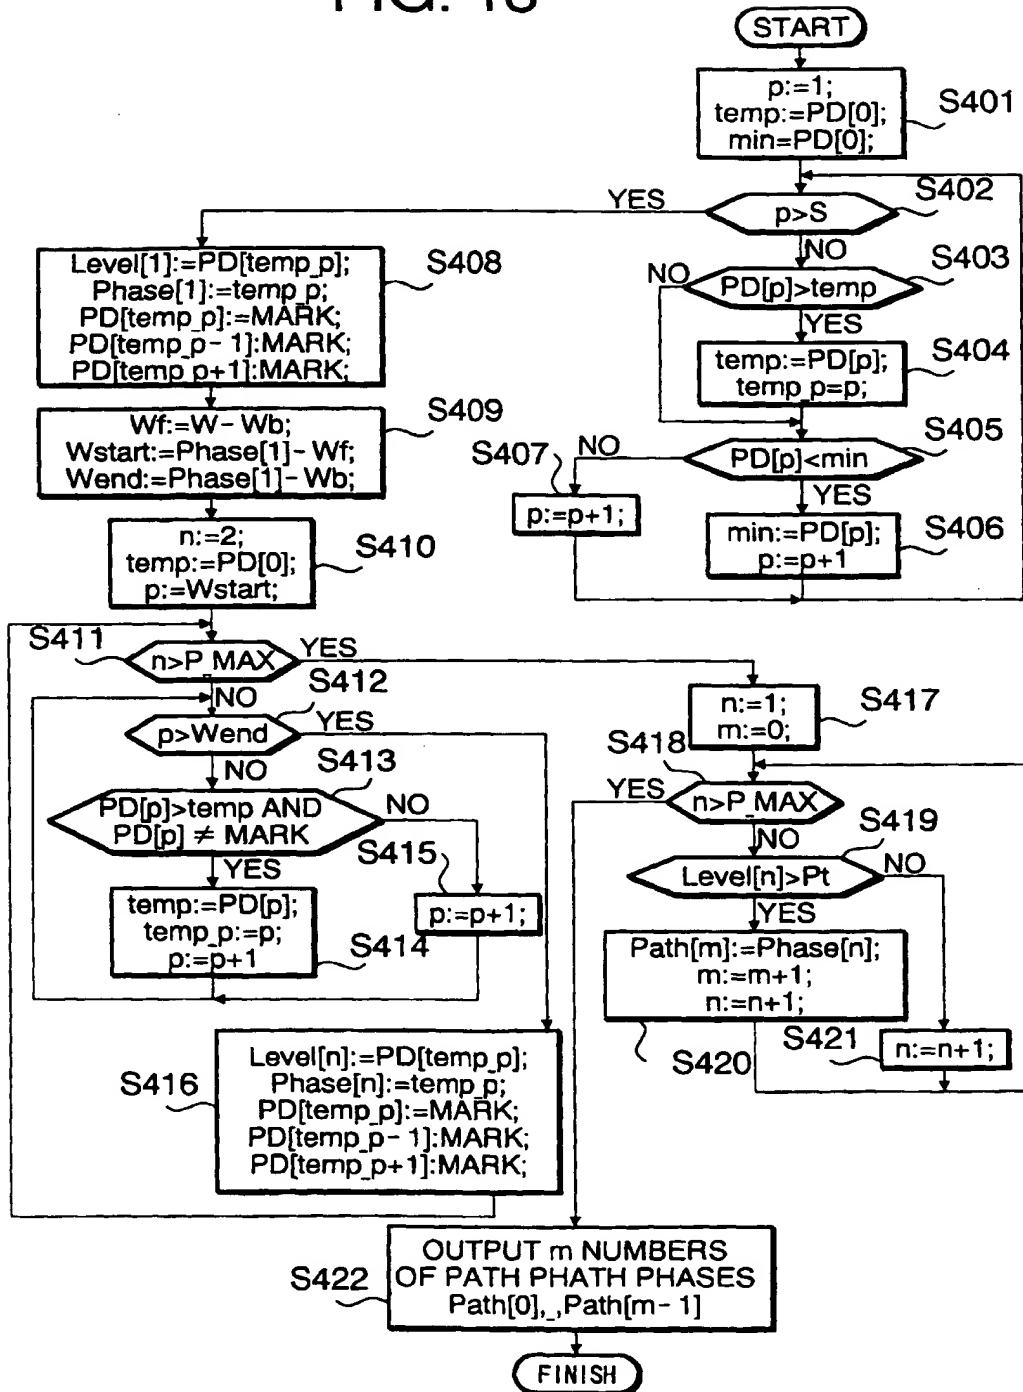 START
p:=1;
temp:=PD[0];
min=PD[0];
S401
S402
YES
p>S
NO
S403
NO
PD[p]>temp
YES
S404
temp:=PD[p];
temp_p=p;
S405
NO
PD[p]<min
YES
S407
p:=p+1;
min:=PD[p];
p:=p+1
S406
Level[1]:=PD[temp_p];
Phase[1]:=temp_p;
PD[temp_p]:=MARK;
PD[temp_p-1]:MARK;
PD[temp_p+1]:MARK;
S408
Wf:=W-Wb;
Wstart:=Phase[1]-Wf;
Wend:=Phase[1]-Wb;
S409
n:=2;
temp:=PD[0];
p:=Wstart;
S410
S411
n>P_MAX
YES
NO
S412
p>Wend
YES
NO
S413
PD[p]>temp AND
PD[p] ≠ MARK
NO
YES
S415
p:=p+1;
temp:=PD[p];
temp_p:=p;
p:=p+1
S414
S416
Level[n]:=PD[temp_p];
Phase[n]:=temp_p;
PD[temp_p]:=MARK;
PD[temp_p-1]:MARK;
PD[temp_p+1]:MARK;
n:=1;
m:=0;
S417
S418
YES
n>P_MAX
NO
S419
Level[n]>Pt
NO
YES
Path[m]:=Phase[n];
m:=m+1;
n:=n+1;
S420
S421
n:=n+1;
S422
OUTPUT m NUMBERS
OF PATH PHATH PHASES
Path[0],_,Path[m-1]
FINISH